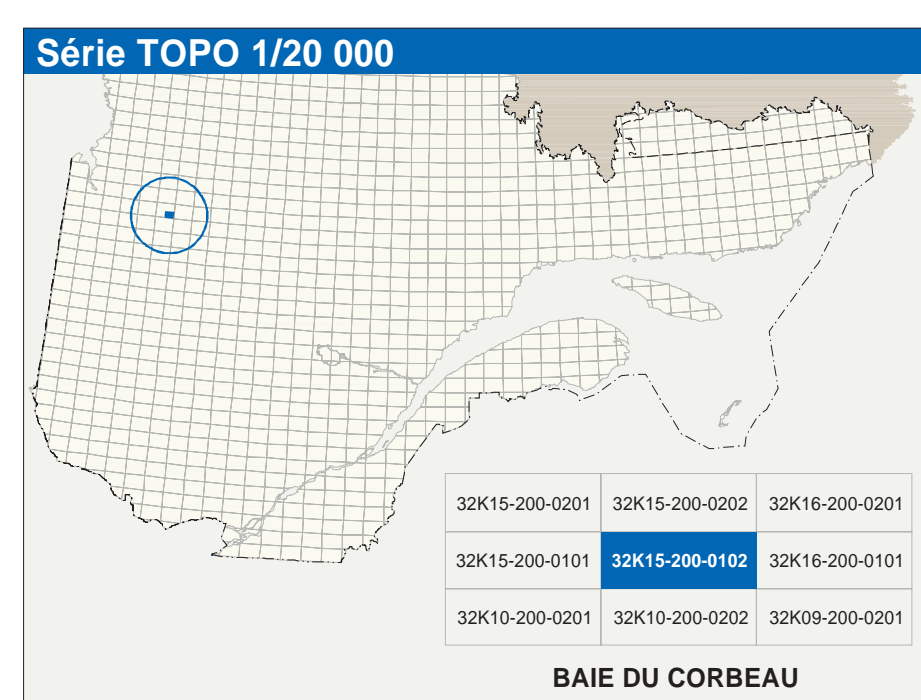 Série TOPO 1/20 000
32K15-200-0201 32K15-200-0202 32K16-200-0201
32K15-200-0101 32K15-200-0102 32K16-200-0101
32K10-200-0201 32K10-200-0202 32K09-200-0201
BAIE DU CORBEAU